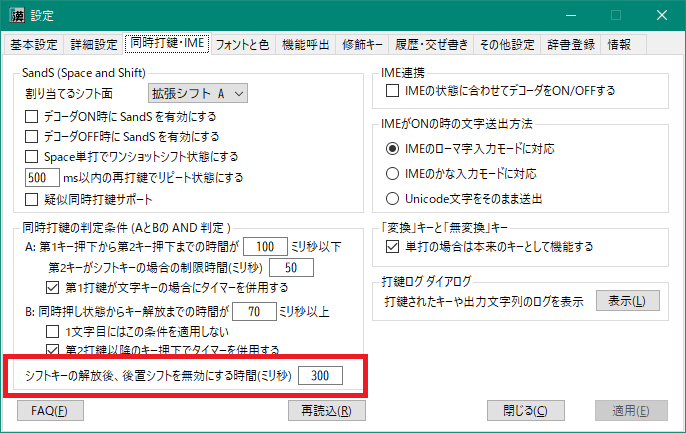 漢 設定
基本設定 詳細設定 同時打鍵・IME フォントと色 機能呼出 修飾キー 履歴・交ぜ書き その他設定 辞書登録 情報
SandS (Space and Shift)
割り当てるシフト面 拡張シフト A
デコーダON時に SandS を有効にする
デコーダOFF時に SandS を有効にする
Space単打でワンショットシフト状態にする
500 ms以内の再打鍵でリピート状態にする
疑似同時打鍵サポート
同時打鍵の判定条件 (AとBの AND 判定 )
A: 第1キー押下から第2キー押下までの時間が 100 ミリ秒以下
第2キーがシフトキーの場合の制限時間(ミリ秒) 50
第1打鍵が文字キーの場合にタイマーを併用する
B: 同時押し状態からキー解放までの時間が 70 ミリ秒以上
1文字目にはこの条件を適用しない
第2打鍵以降のキー押下でタイマーを併用する
シフトキーの解放後、後置シフトを無効にする時間(ミリ秒) 300
IME連携
IMEの状態に合わせてデコーダをON/OFFする
IMEがONの時の文字送出方法
IMEのローマ字入力モードに対応
IMEのかな入力モードに対応
Unicode文字をそのまま送出
「変換」キーと「無変換」キー
単打の場合は本来のキーとして機能する
打鍵ログ ダイアログ
打鍵されたキーや出力文字列のログを表示 表示(L)
FAQ(F) 再読込(R) 閉じる(C) 適用(E)